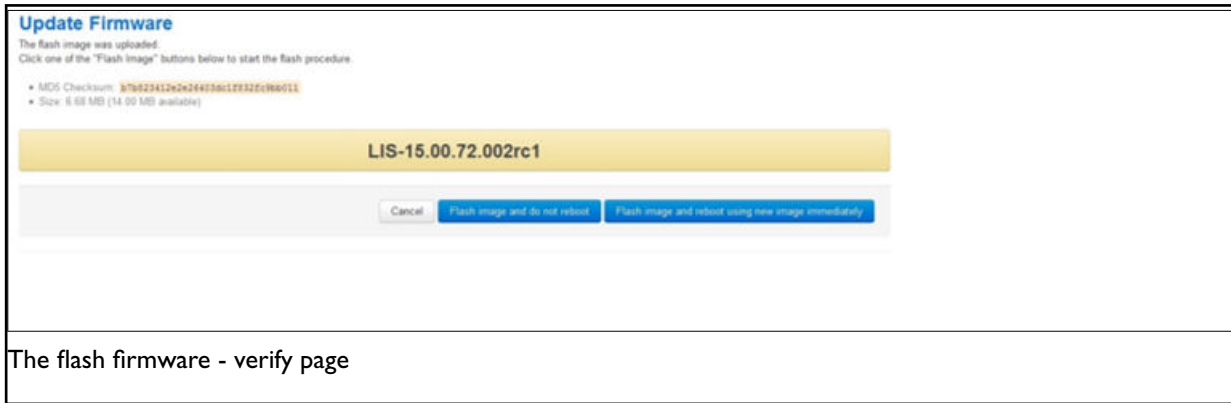 Update Firmware
The flash image was uploaded.
Click one of the "Flash Image" buttons below to start the flash procedure.
• MD5 Checksum:
• Size: 6.68 MB (14.00 MB available)
LIS-15.00.72.002rc1
Cancel Flash image and do not reboot Flash image and reboot using new image immediately
The flash firmware - verify page